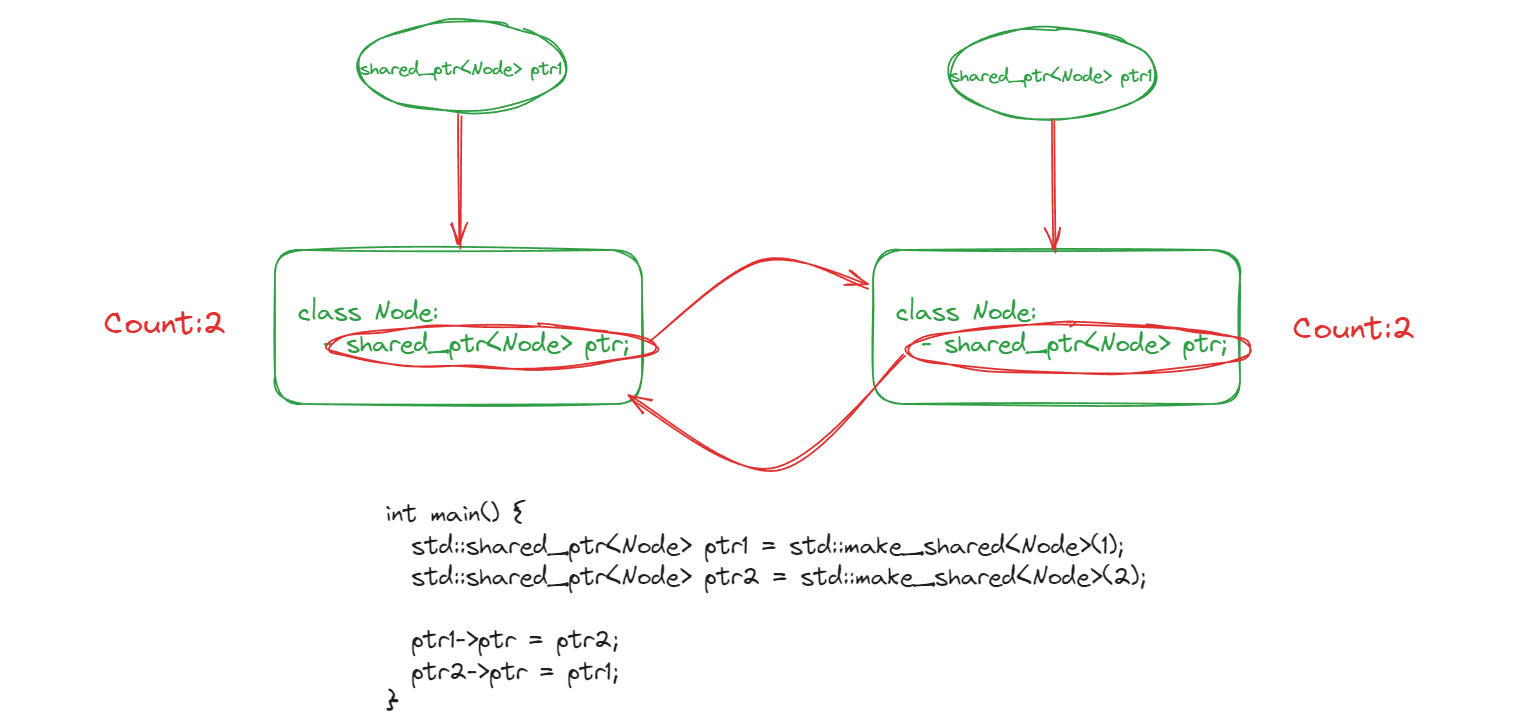 shared_ptr<Node> ptr1
shared_ptr<Node> ptr1
class Node:
- shared_ptr<Node> ptr;
Count:2
class Node:
- shared_ptr<Node> ptr;
Count:2
int main() {
std::shared_ptr<Node> ptr1 = std::make_shared<Node>(1);
std::shared_ptr<Node> ptr2 = std::make_shared<Node>(2);
ptr1->ptr = ptr2;
ptr2->ptr = ptr1;
}